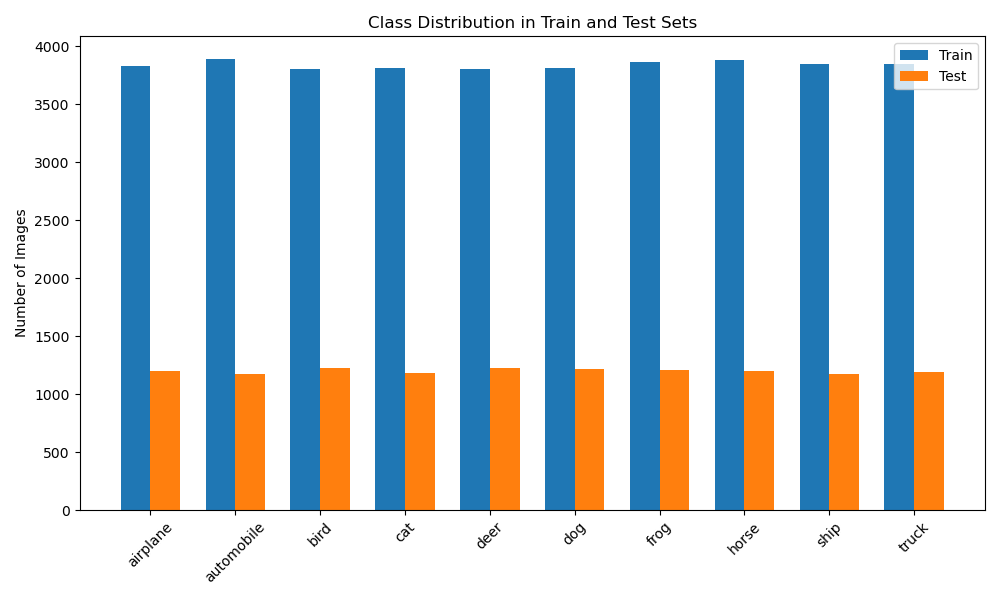 Class Distribution in Train and Test Sets
Number of Images
4000
3500
3000
2500
2000
1500
1000
500
0
Train
Test
airplane
automobile
bird
cat
deer
dog
frog
horse
ship
truck